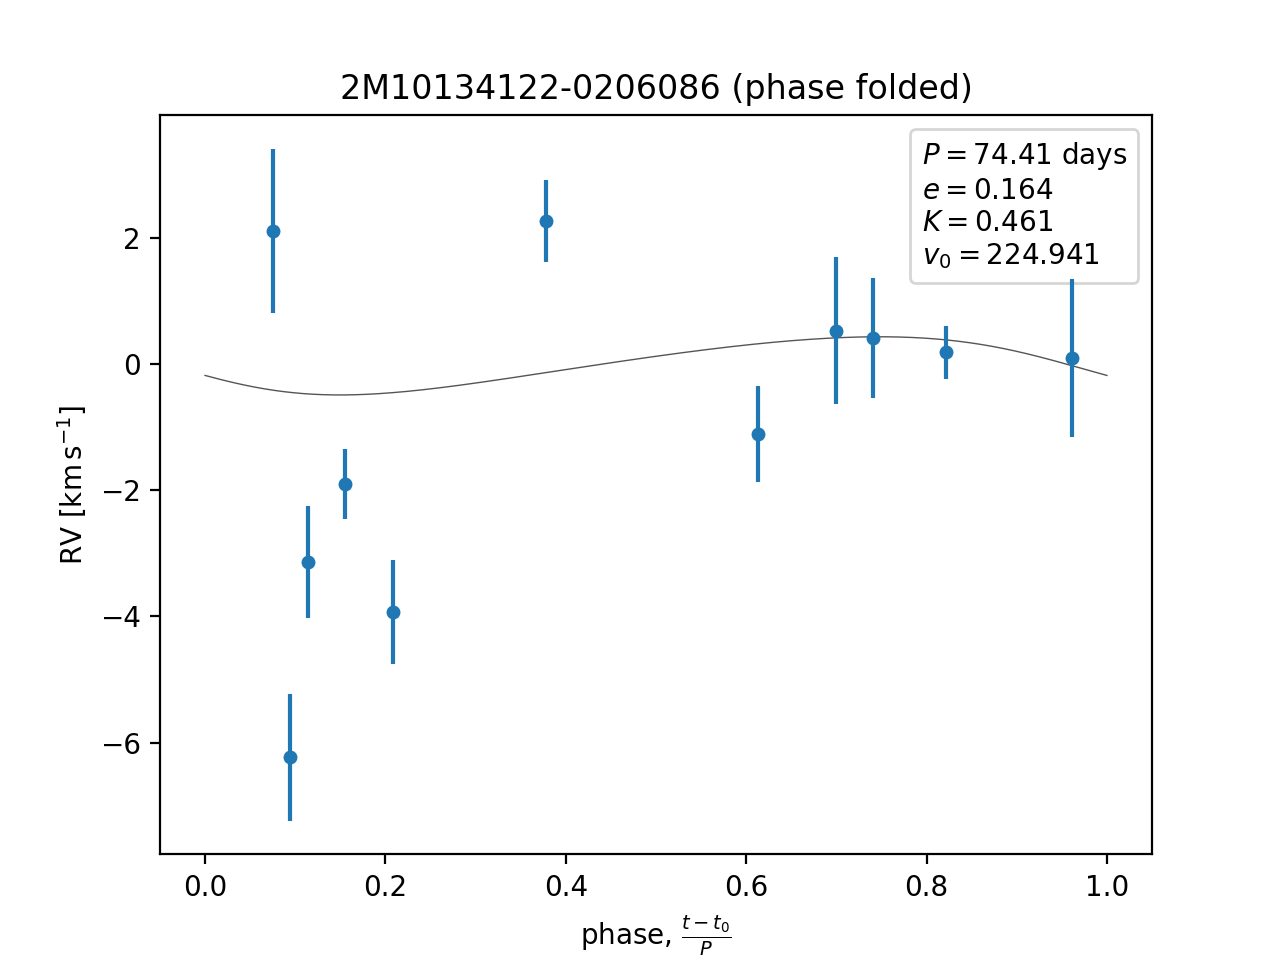 2M10134122-0206086 (phase folded)
P = 74.41 days
e = 0.164
K = 0.461
v₀ = 224.941
RV [km s⁻¹]
2
0
−2
−4
−6
0.0 0.2 0.4 0.6 0.8 1.0
phase, (t − t₀)/P